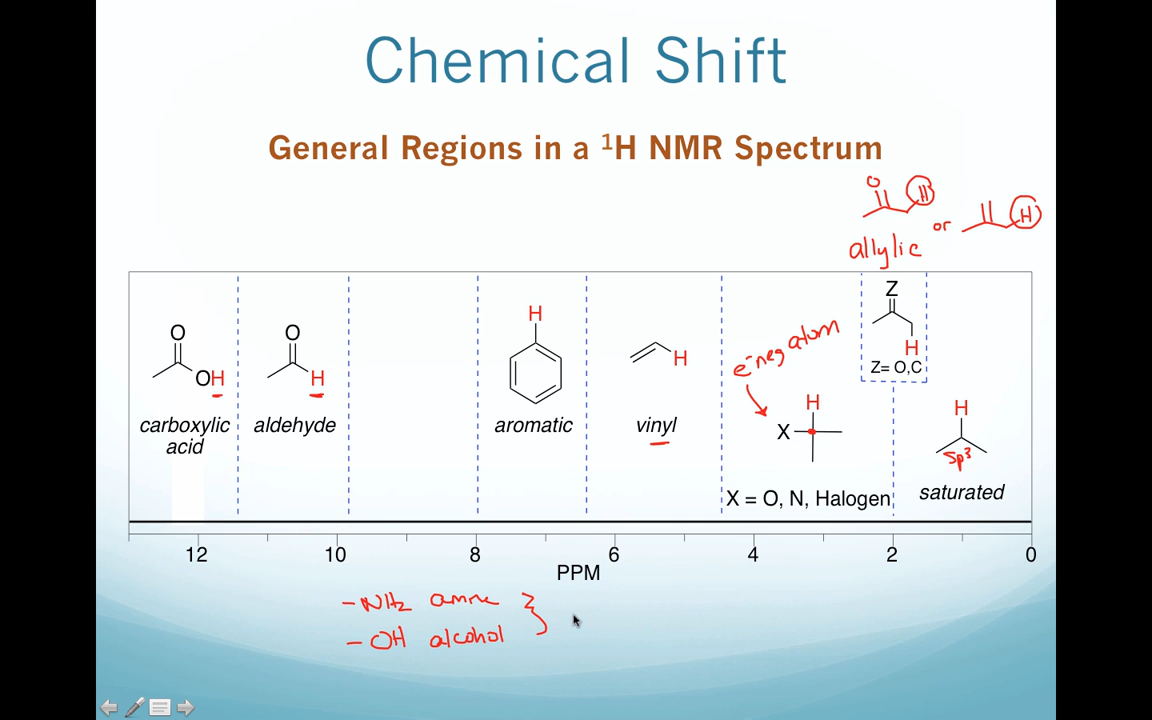 Chemical Shift
General Regions in a ¹H NMR Spectrum
O
H
or
H
allylic
Z
H
Z= O,C
e⁻neg atom
O
OH
carboxylic
acid
O
H
aldehyde
H
aromatic
H
vinyl
H
X
X = O, N, Halogen
H
sp³
saturated
12 10 8 6 4 2 0
PPM
-NH₂ amine
-OH alcohol